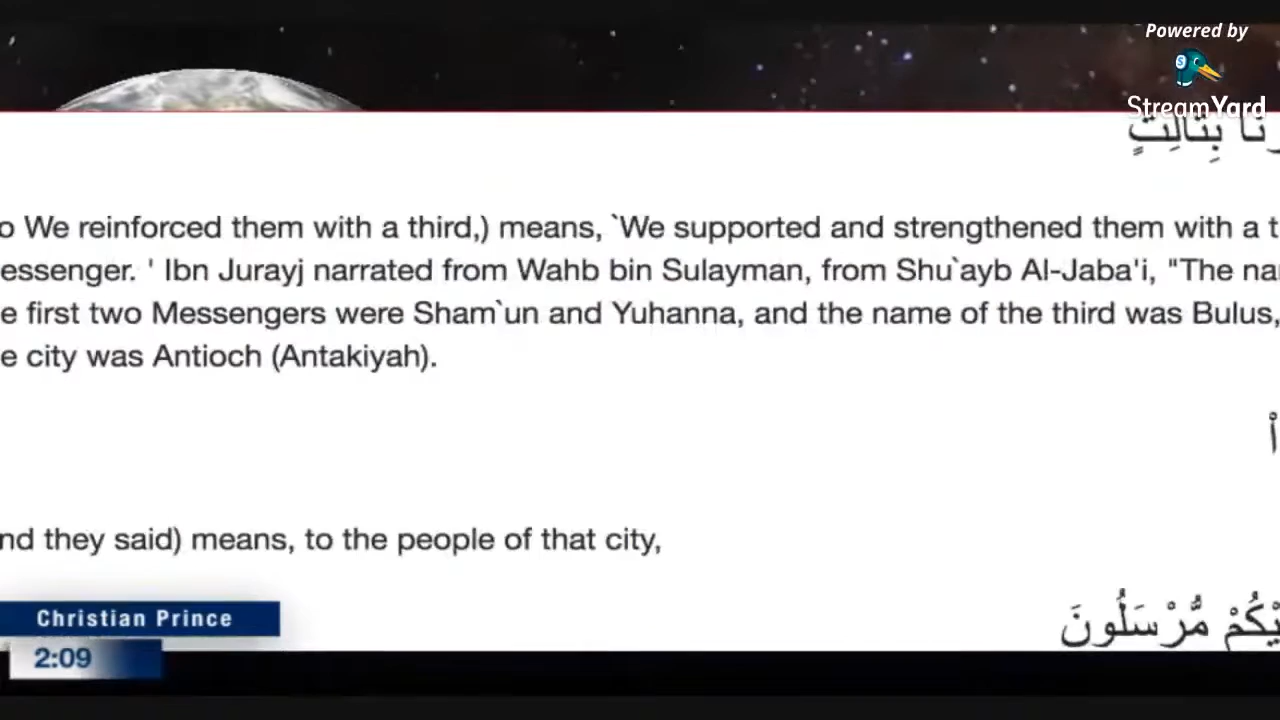 Powered by
StreamYard
رنا بِثَالِثٍ
o We reinforced them with a third,) means, `We supported and strengthened them with a t
essenger. ' Ibn Jurayj narrated from Wahb bin Sulayman, from Shu`ayb Al-Jaba'i, "The na
e first two Messengers were Sham`un and Yuhanna, and the name of the third was Bulus,
e city was Antioch (Antakiyah).
nd they said) means, to the people of that city,
Christian Prince
يْكُمْ مُّرْسَلُونَ
2:09